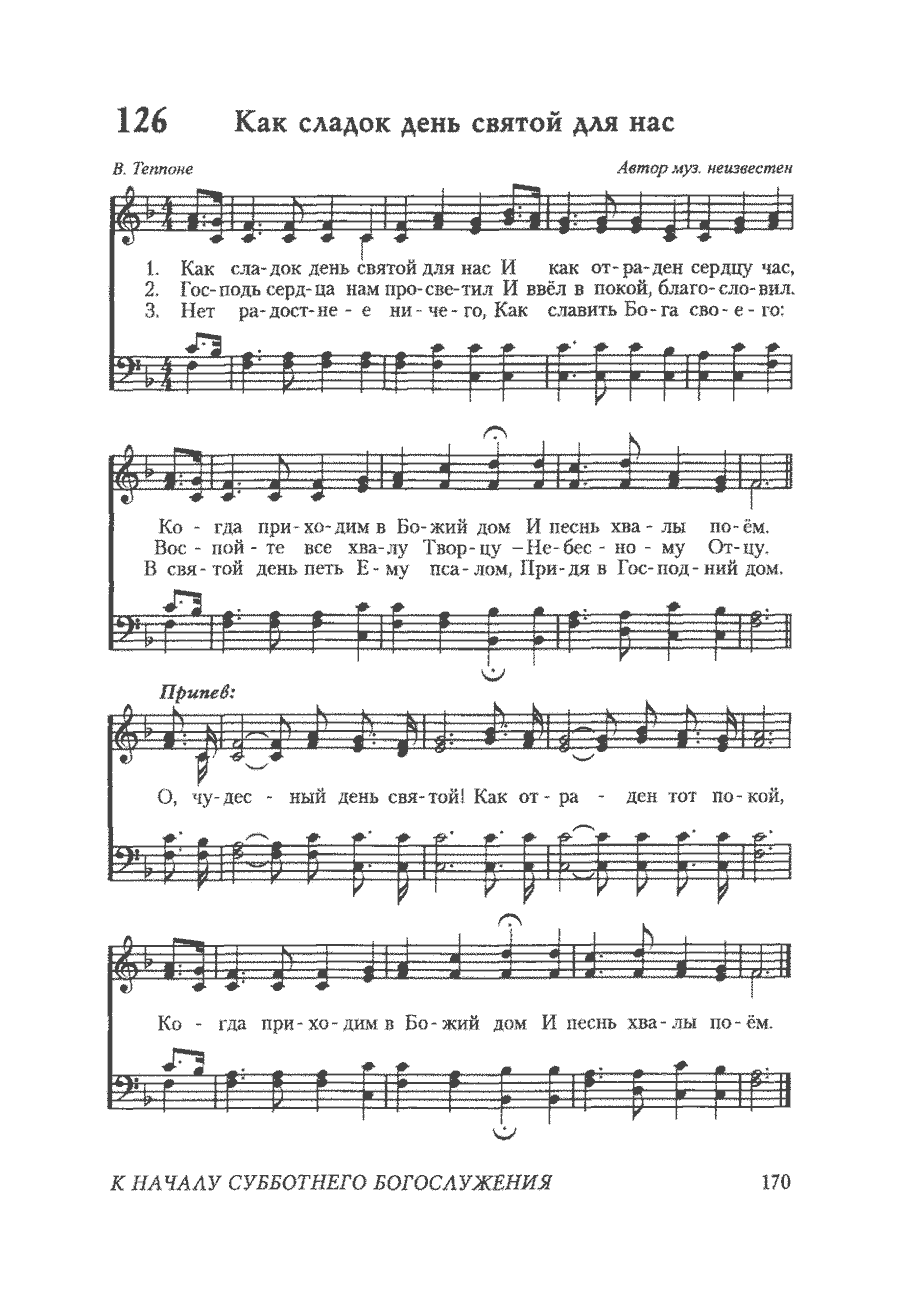 126 Как сладок день святой для нас
В. Теппоне Автор муз. неизвестен
1. Как сла-док день святой для нас И как от-ра-ден сердцу час,
2. Гос-подь серд-ца нам про-све-тил И ввёл в покой, благо-сло-вил.
3. Нет ра-дост-не - е ни-че-го, Как славить Бо-га сво-е-го:
Ко - гда при-хо-дим в Бо-жий дом И песнь хва-лы по-ём.
Вос - пой - те все хва-лу Твор-цу –Не-бес - но - му От-цу.
В свя-той день петь Е-му пса-лом, При-дя в Гос-под-ний дом.
Припев:
О, чу-дес - ный день свя-той! Как от-ра - ден тот по-кой,
Ко - гда при-хо-дим в Бо-жий дом И песнь хва-лы по-ём.
К НАЧАЛУ СУББОТНЕГО БОГОСЛУЖЕНИЯ 170